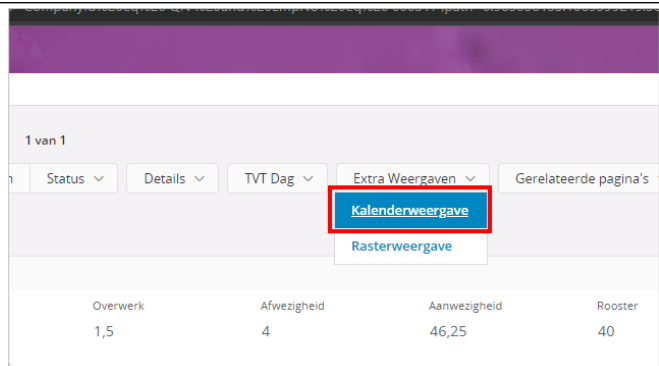 1 van 1
Status
Details
TVT Dag
Extra Weergaven
Gerelateerde pagina's
Kalenderweergave
Rasterweergave
Overwerk Afwezigheid Aanwezigheid Rooster
1,5 4 46,25 40